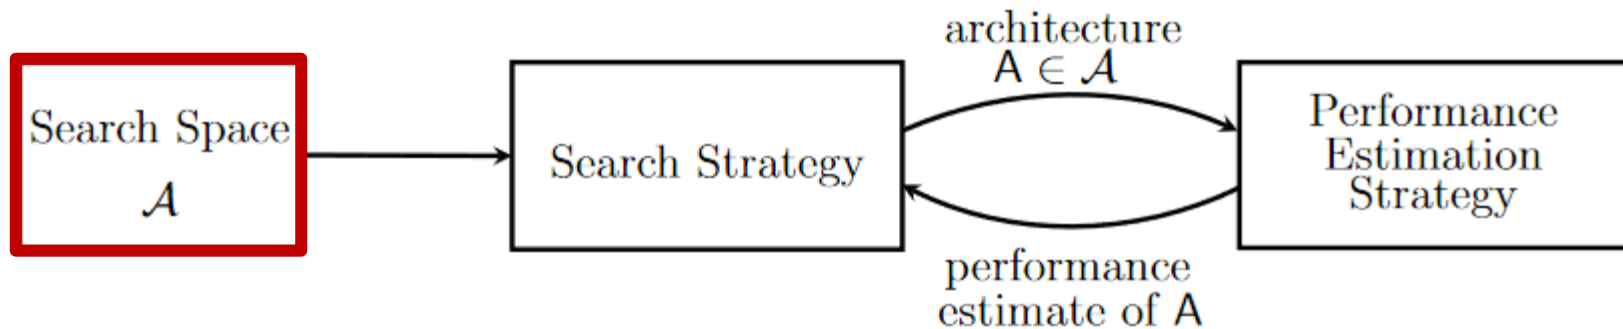 Search Space
𝒜
Search Strategy
architecture
A ∈ 𝒜
performance
estimate of A
Performance
Estimation
Strategy